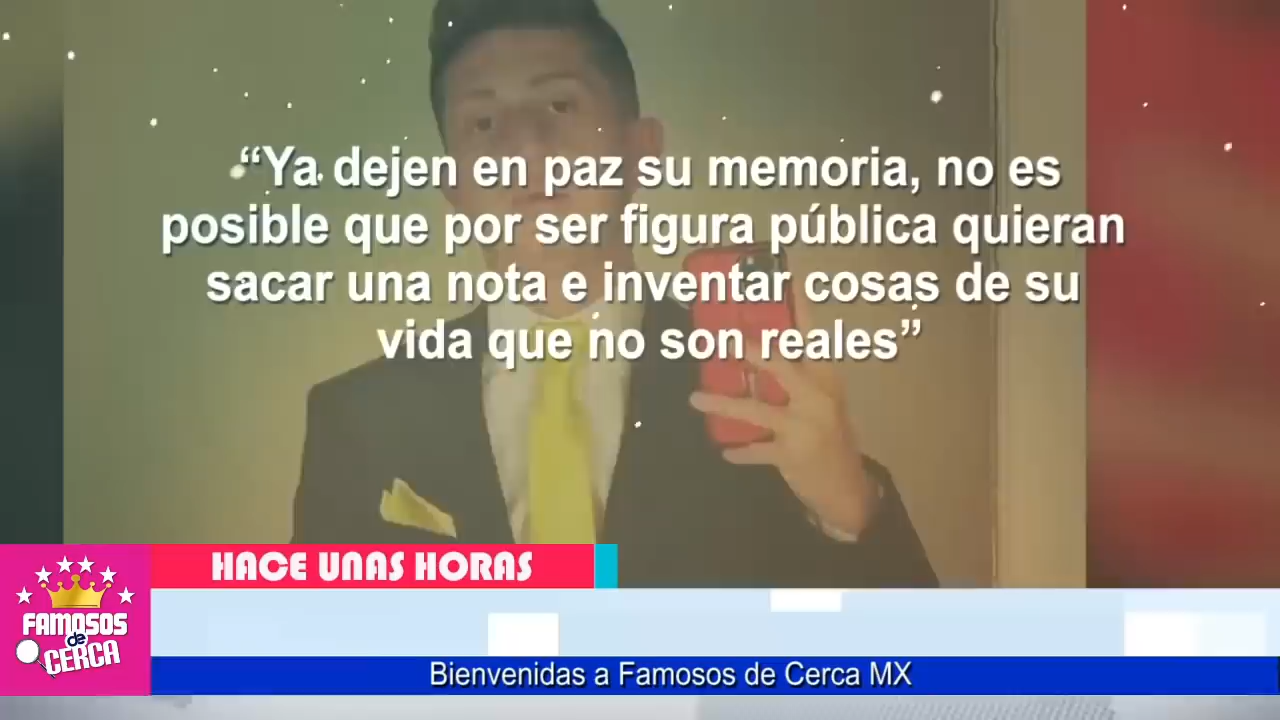 “Ya dejen en paz su memoria, no es
posible que por ser figura pública quieran
sacar una nota e inventar cosas de su
vida que no son reales”
HACE UNAS HORAS
FAMOSOS
de
CERCA
Bienvenidas a Famosos de Cerca MX